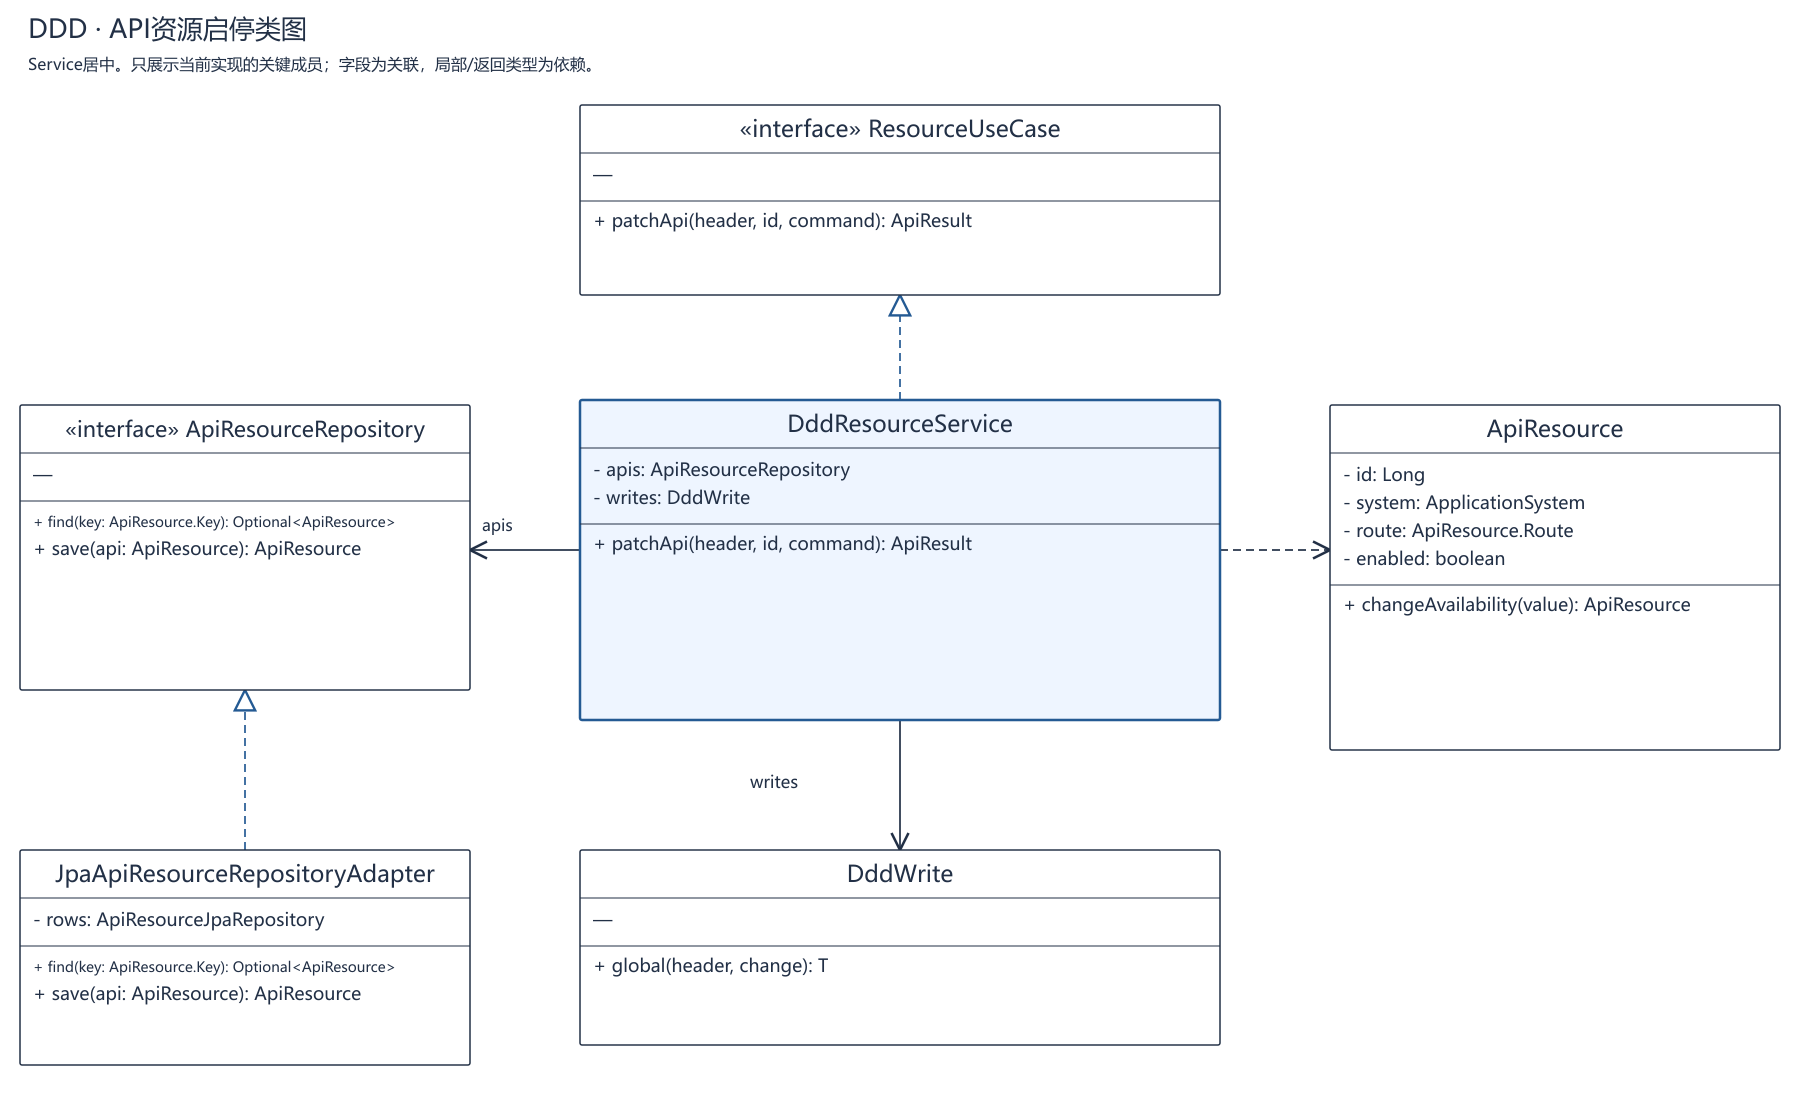 DDD · API资源启停类图
Service居中。只展示当前实现的关键成员；字段为关联，局部/返回类型为依赖。
«interface» ResourceUseCase
—
+ patchApi(header, id, command): ApiResult
«interface» ApiResourceRepository
—
+ find(key: ApiResource.Key): Optional<ApiResource>
+ save(api: ApiResource): ApiResource
apis
DddResourceService
- apis: ApiResourceRepository
- writes: DddWrite
+ patchApi(header, id, command): ApiResult
ApiResource
- id: Long
- system: ApplicationSystem
- route: ApiResource.Route
- enabled: boolean
+ changeAvailability(value): ApiResource
writes
JpaApiResourceRepositoryAdapter
- rows: ApiResourceJpaRepository
+ find(key: ApiResource.Key): Optional<ApiResource>
+ save(api: ApiResource): ApiResource
DddWrite
—
+ global(header, change): T